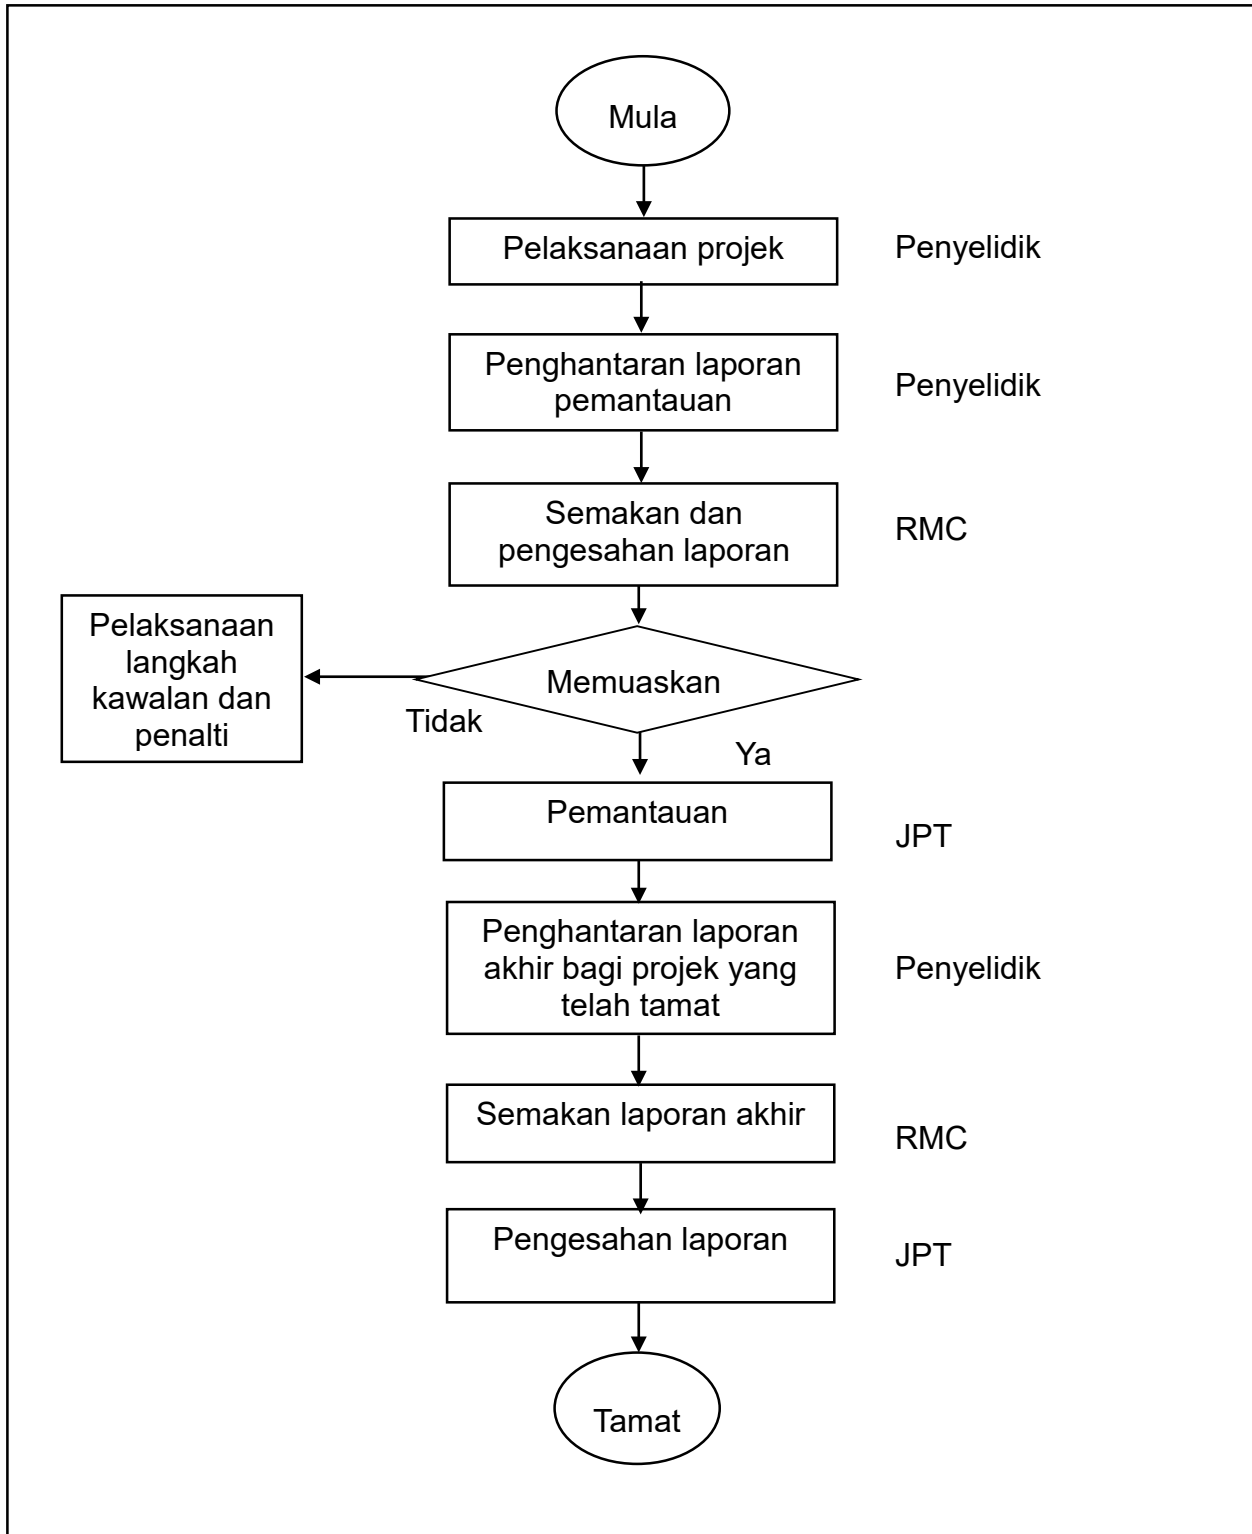 Mula
Pelaksanaan projek
Penyelidik
Penghantaran laporan
pemantauan
Penyelidik
Semakan dan
pengesahan laporan
RMC
Pelaksanaan
langkah
kawalan dan
penalti
Memuaskan
Tidak
Ya
Pemantauan
JPT
Penghantaran laporan
akhir bagi projek yang
telah tamat
Penyelidik
Semakan laporan akhir
RMC
Pengesahan laporan
JPT
Tamat